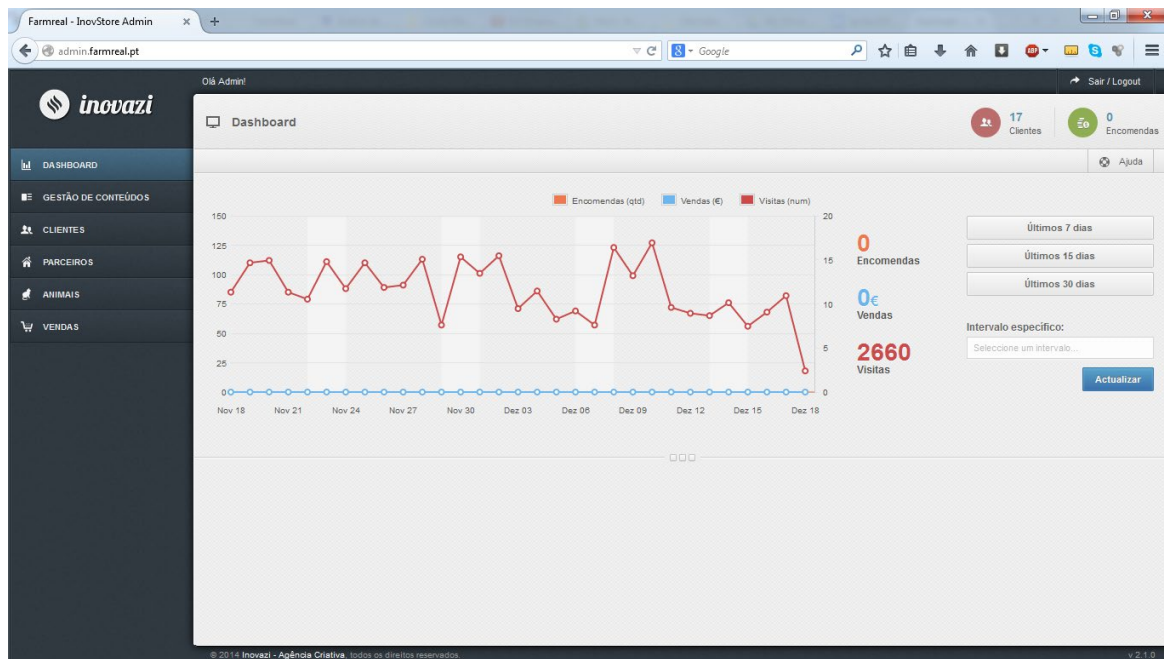 Farmreal - InovStore Admin
admin.farmreal.pt
Google
ABP
Olá Admin!
Sair / Logout
inovazi
Dashboard
17
Clientes
0
Encomendas
Ajuda
DASHBOARD
GESTÃO DE CONTEÚDOS
CLIENTES
PARCEIROS
ANIMAIS
VENDAS
Encomendas (qtd) Vendas (€) Visitas (num)
150
125
100
75
50
25
0
20
15
10
5
0
Nov 18 Nov 21 Nov 24 Nov 27 Nov 30 Dez 03 Dez 06 Dez 09 Dez 12 Dez 15 Dez 18
0
Encomendas
0€
Vendas
2660
Visitas
Últimos 7 dias
Últimos 15 dias
Últimos 30 dias
Intervalo especifico:
Seleccione um intervalo...
Actualizar
© 2014 Inovazi - Agência Criativa, todos os direitos reservados.
v 2.1.0